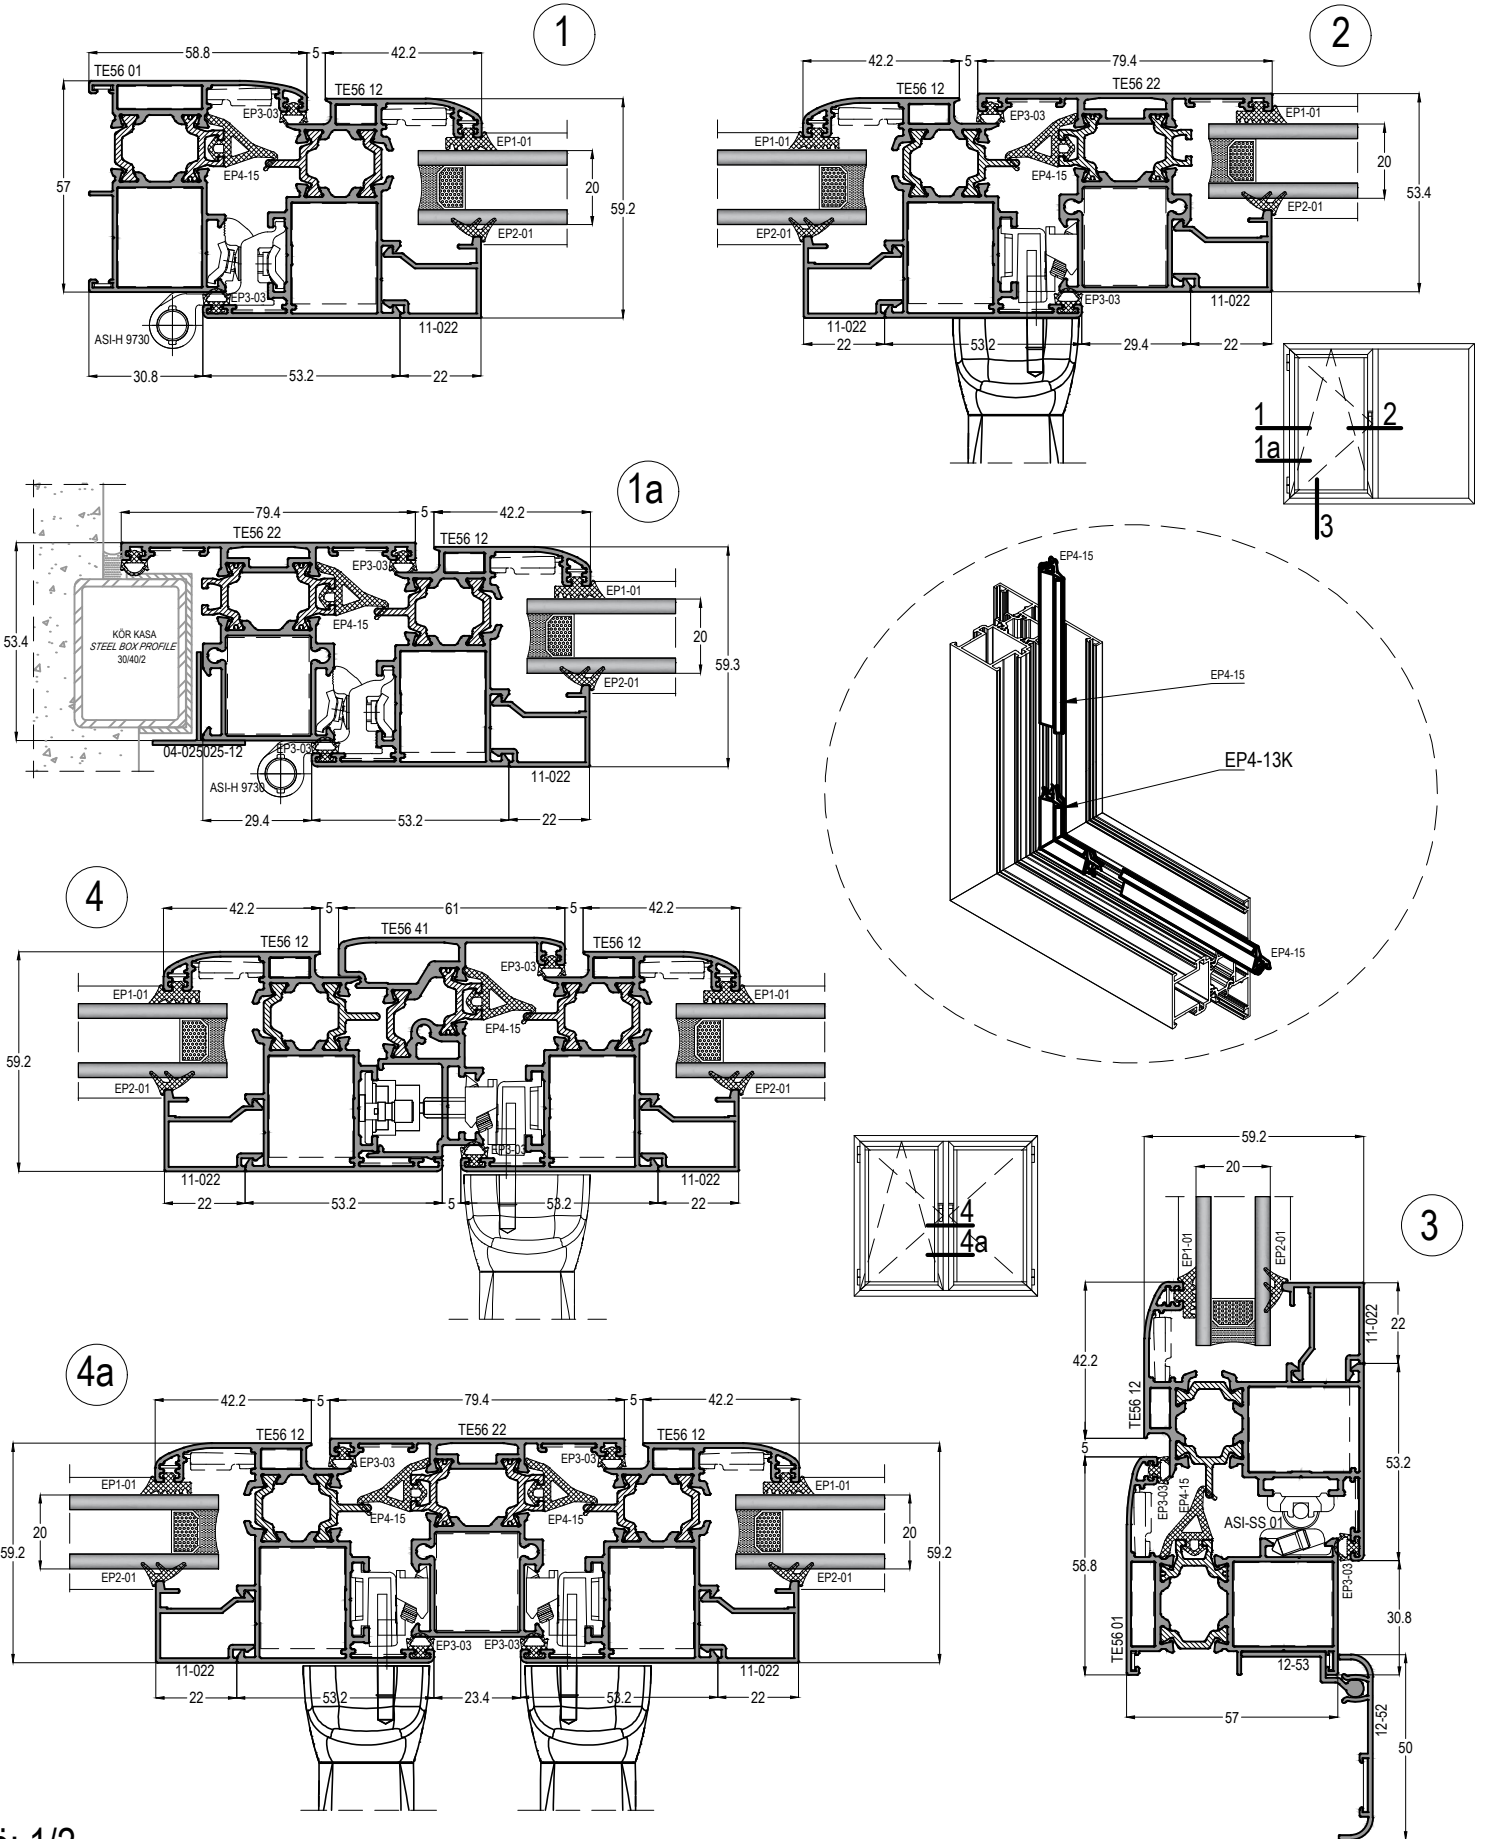 1
58.8
5
42.2
TE56 01
TE56 12
EP3-03
EP1-01
EP4-15
57
20
59.2
EP2-01
EP3-03
ASI-H 9730
11-022
30.8
53.2
22
2
42.2
5
79.4
TE56 12
TE56 22
EP3-03
EP1-01
EP1-01
EP4-15
20
53.4
EP2-01
EP2-01
EP3-03
11-022
11-022
22
53.2
29.4
22
1
2
1a
3
1a
79.4
5
42.2
TE56 22
TE56 12
EP3-03
EP1-01
EP4-15
KÖR KASA
STEEL BOX PROFILE
30/40/2
53.4
20
59.3
EP2-01
04-025025-12
EP3-03
ASI-H 9730
11-022
29.4
53.2
22
EP4-15
EP4-15
EP4-13K
EP4-15
4
42.2
5
61
5
42.2
TE56 12
TE56 41
TE56 12
EP3-03
EP1-01
EP1-01
EP4-15
59.2
EP2-01
EP2-01
EP3-03
11-022
11-022
22
53.2
5
53.2
22
4
4a
3
59.2
20
EP1-01
EP2-01
11-022
22
42.2
TE56 12
5
53.2
EP3-03
EP4-15
ASI-SS 01
58.8
EP3-03
30.8
TE56 01
12-53
57
12-52
50
4a
42.2
5
79.4
5
42.2
TE56 12
TE56 22
TE56 12
EP3-03
EP3-03
EP1-01
EP1-01
EP4-15
EP4-15
20
20
59.2
59.2
EP2-01
EP2-01
EP3-03
EP3-03
11-022
11-022
22
53.2
23.4
53.2
22
: 1/2